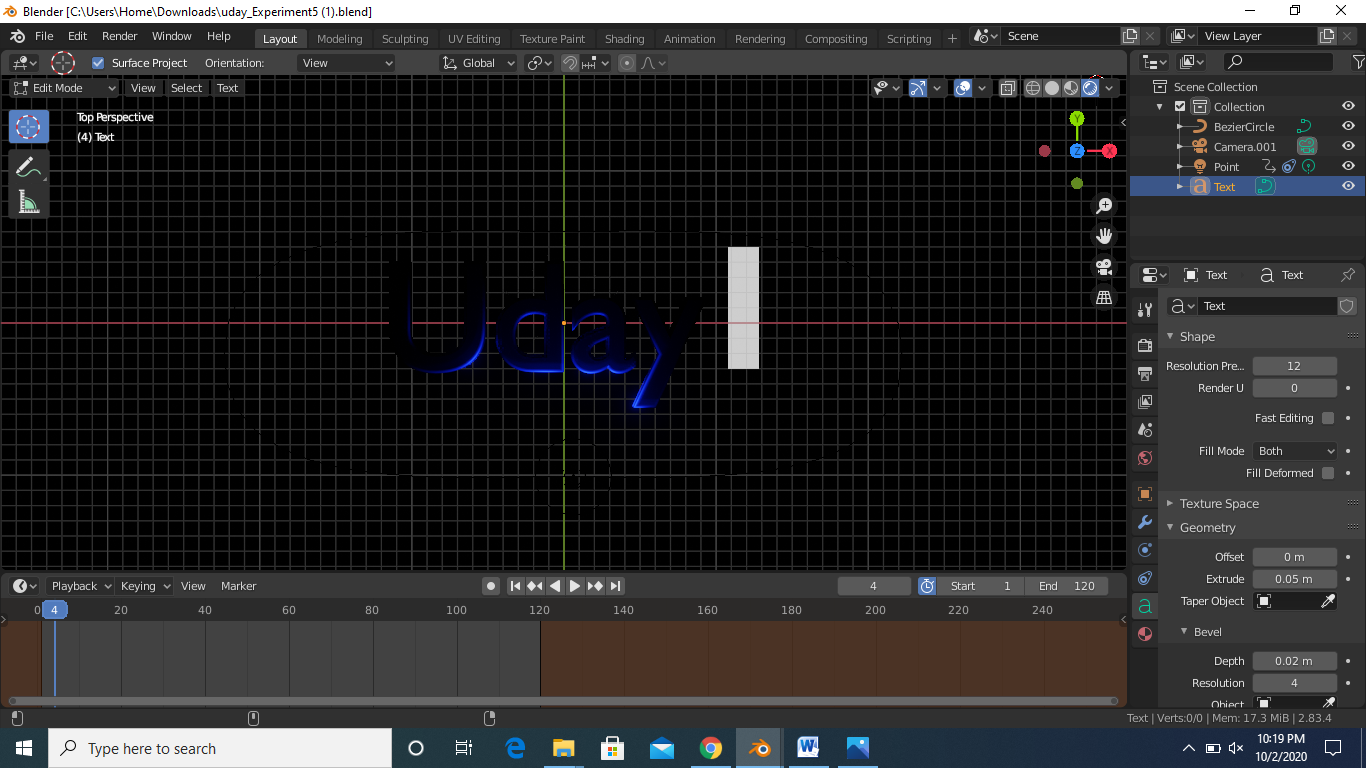 Blender [C:\Users\Home\Downloads\uday_Experiment5 (1).blend]
File Edit Render Window Help Layout Modeling Sculpting UV Editing Texture Paint Shading Animation Rendering Compositing Scripting + Scene View Layer
Surface Project Orientation: View Global
Edit Mode View Select Text
Top Perspective
(4) Text
Y
Z X
Uday
Scene Collection
Collection
BezierCircle
Camera.001
Point
Text
Text Text
Text
Shape
Resolution Pre... 12
Render U 0
Fast Editing
Fill Mode Both
Fill Deformed
Texture Space
Geometry
Offset 0 m
Extrude 0.05 m
Taper Object
Bevel
Depth 0.02 m
Resolution 4
Object
Playback Keying View Marker 4 Start 1 End 120
0 4 20 40 60 80 100 120 140 160 180 200 220 240
Text | Verts:0/0 | Mem: 17.3 MiB | 2.83.4
Type here to search
10:19 PM
10/2/2020